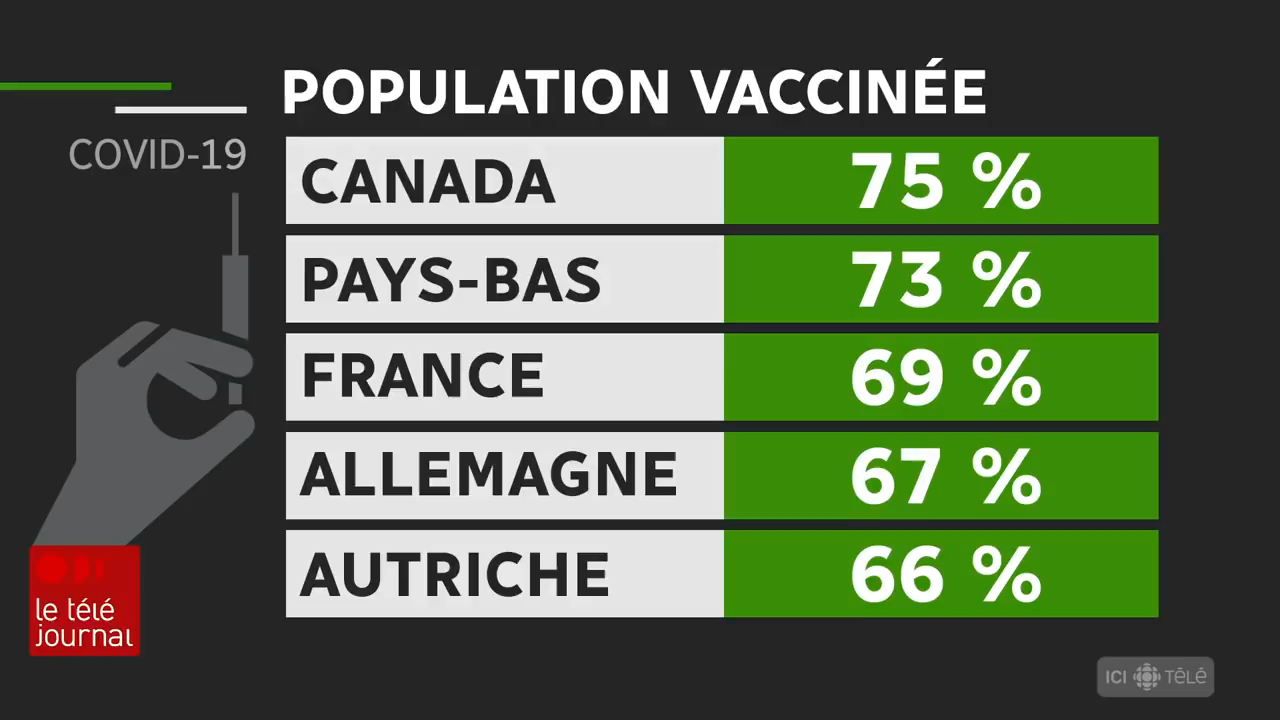 POPULATION VACCINÉE
COVID-19
CANADA 75 %
PAYS-BAS 73 %
FRANCE 69 %
ALLEMAGNE 67 %
AUTRICHE 66 %
le télé
journal
ICI TÉLÉ